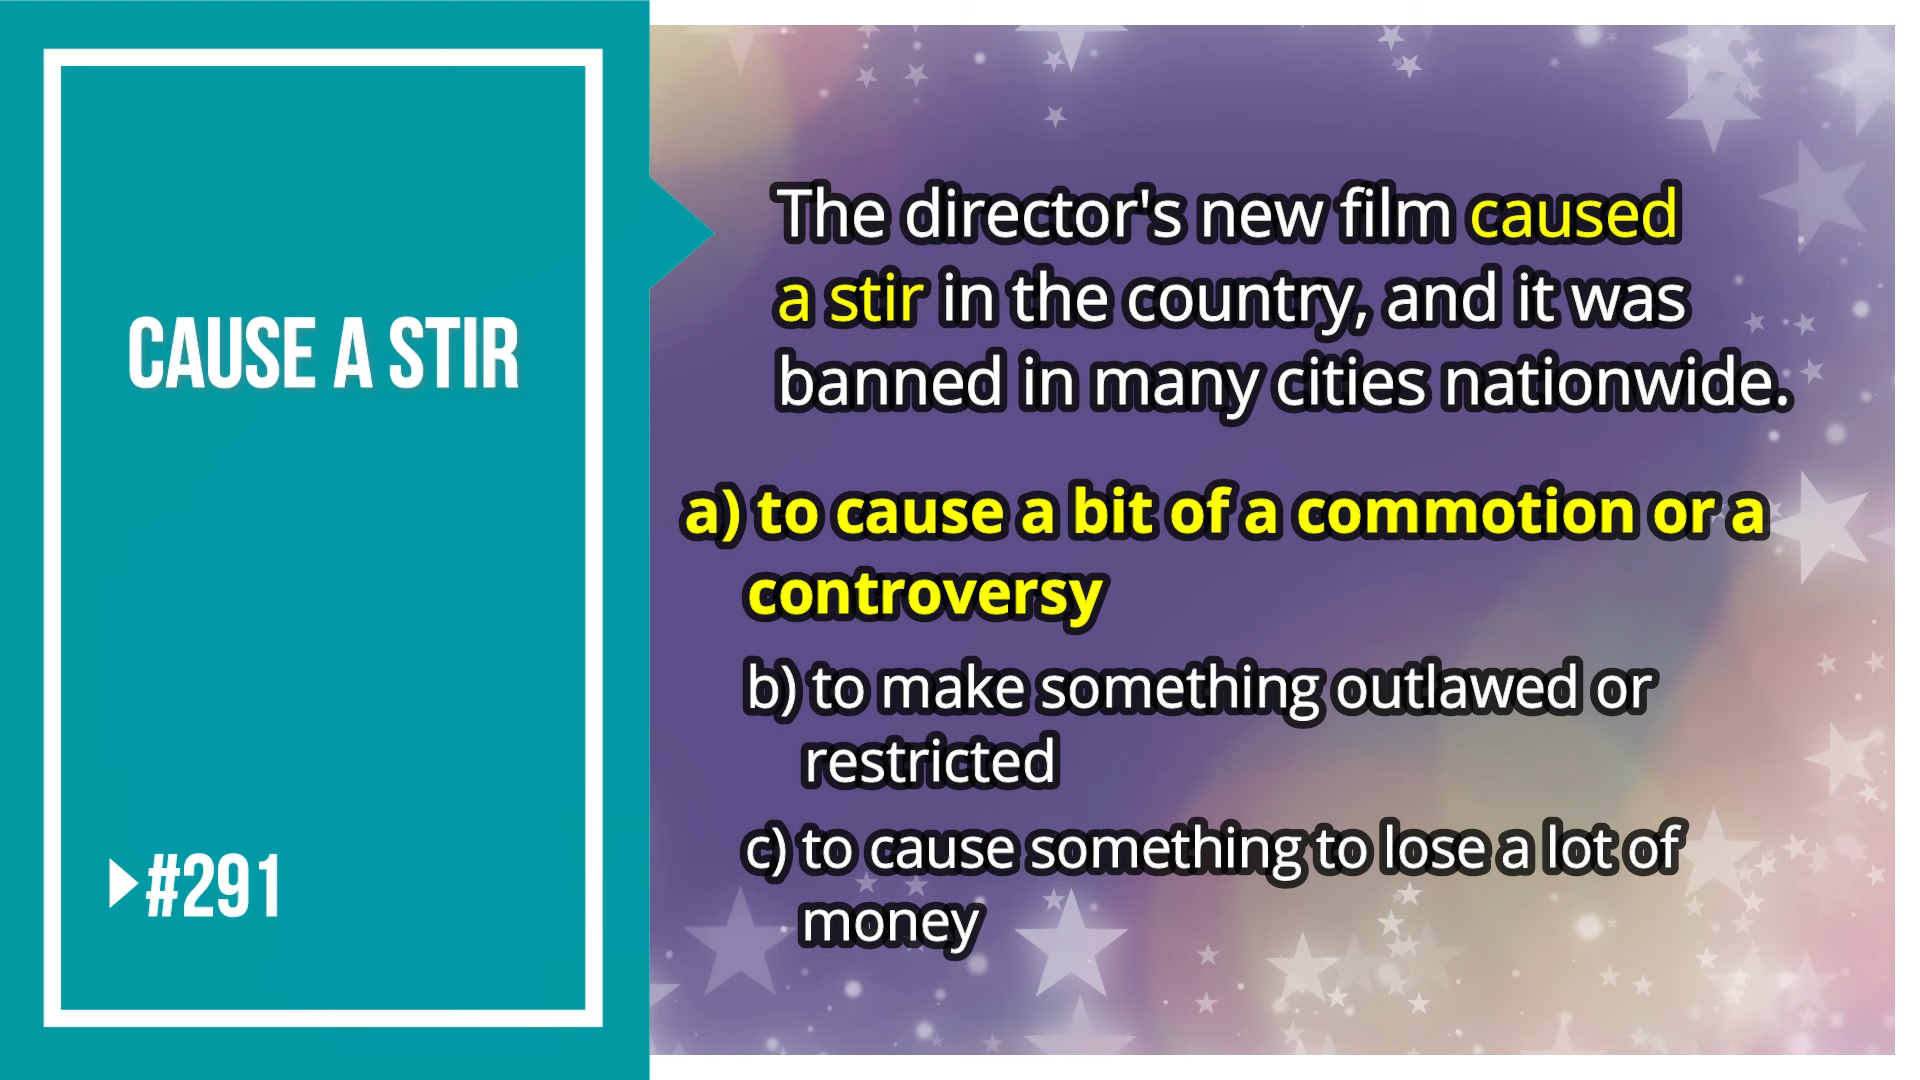 CAUSE A STIR
#291
The director's new film caused
a stir in the country, and it was
banned in many cities nationwide.
a) to cause a bit of a commotion or a
controversy
b) to make something outlawed or
restricted
c) to cause something to lose a lot of
money